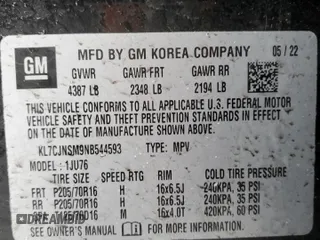 GM
MFD BY GM KOREA COMPANY 05 / 22
GVWR GAWR FRT GAWR RR
4387 LB 2348 LB 2194 LB
THIS VEHICLE CONFORMS TO ALL APPLICABLE U.S. FEDERAL MOTOR
VEHICLE SAFETY AND THEFT PREVENTION STANDARDS IN EFFECT ON
THE DATE OF MANUFACTURE SHOWN ABOVE.
KL7CJNSM9NB544593 TYPE: MPV
MODEL: 1JU76
TIRE SIZE SPEED RTG RIM COLD TIRE PRESSURE
FRT P205/70R16 H 16x6.5J 240KPA, 35 PSI
RR P205/70R16 H 16x6.5J 240KPA, 35 PSI
M 16x4.0T 420KPA, 60 PSI
SEE OWNER'S MANUAL FOR MORE INFORMATION.
DREAMBID